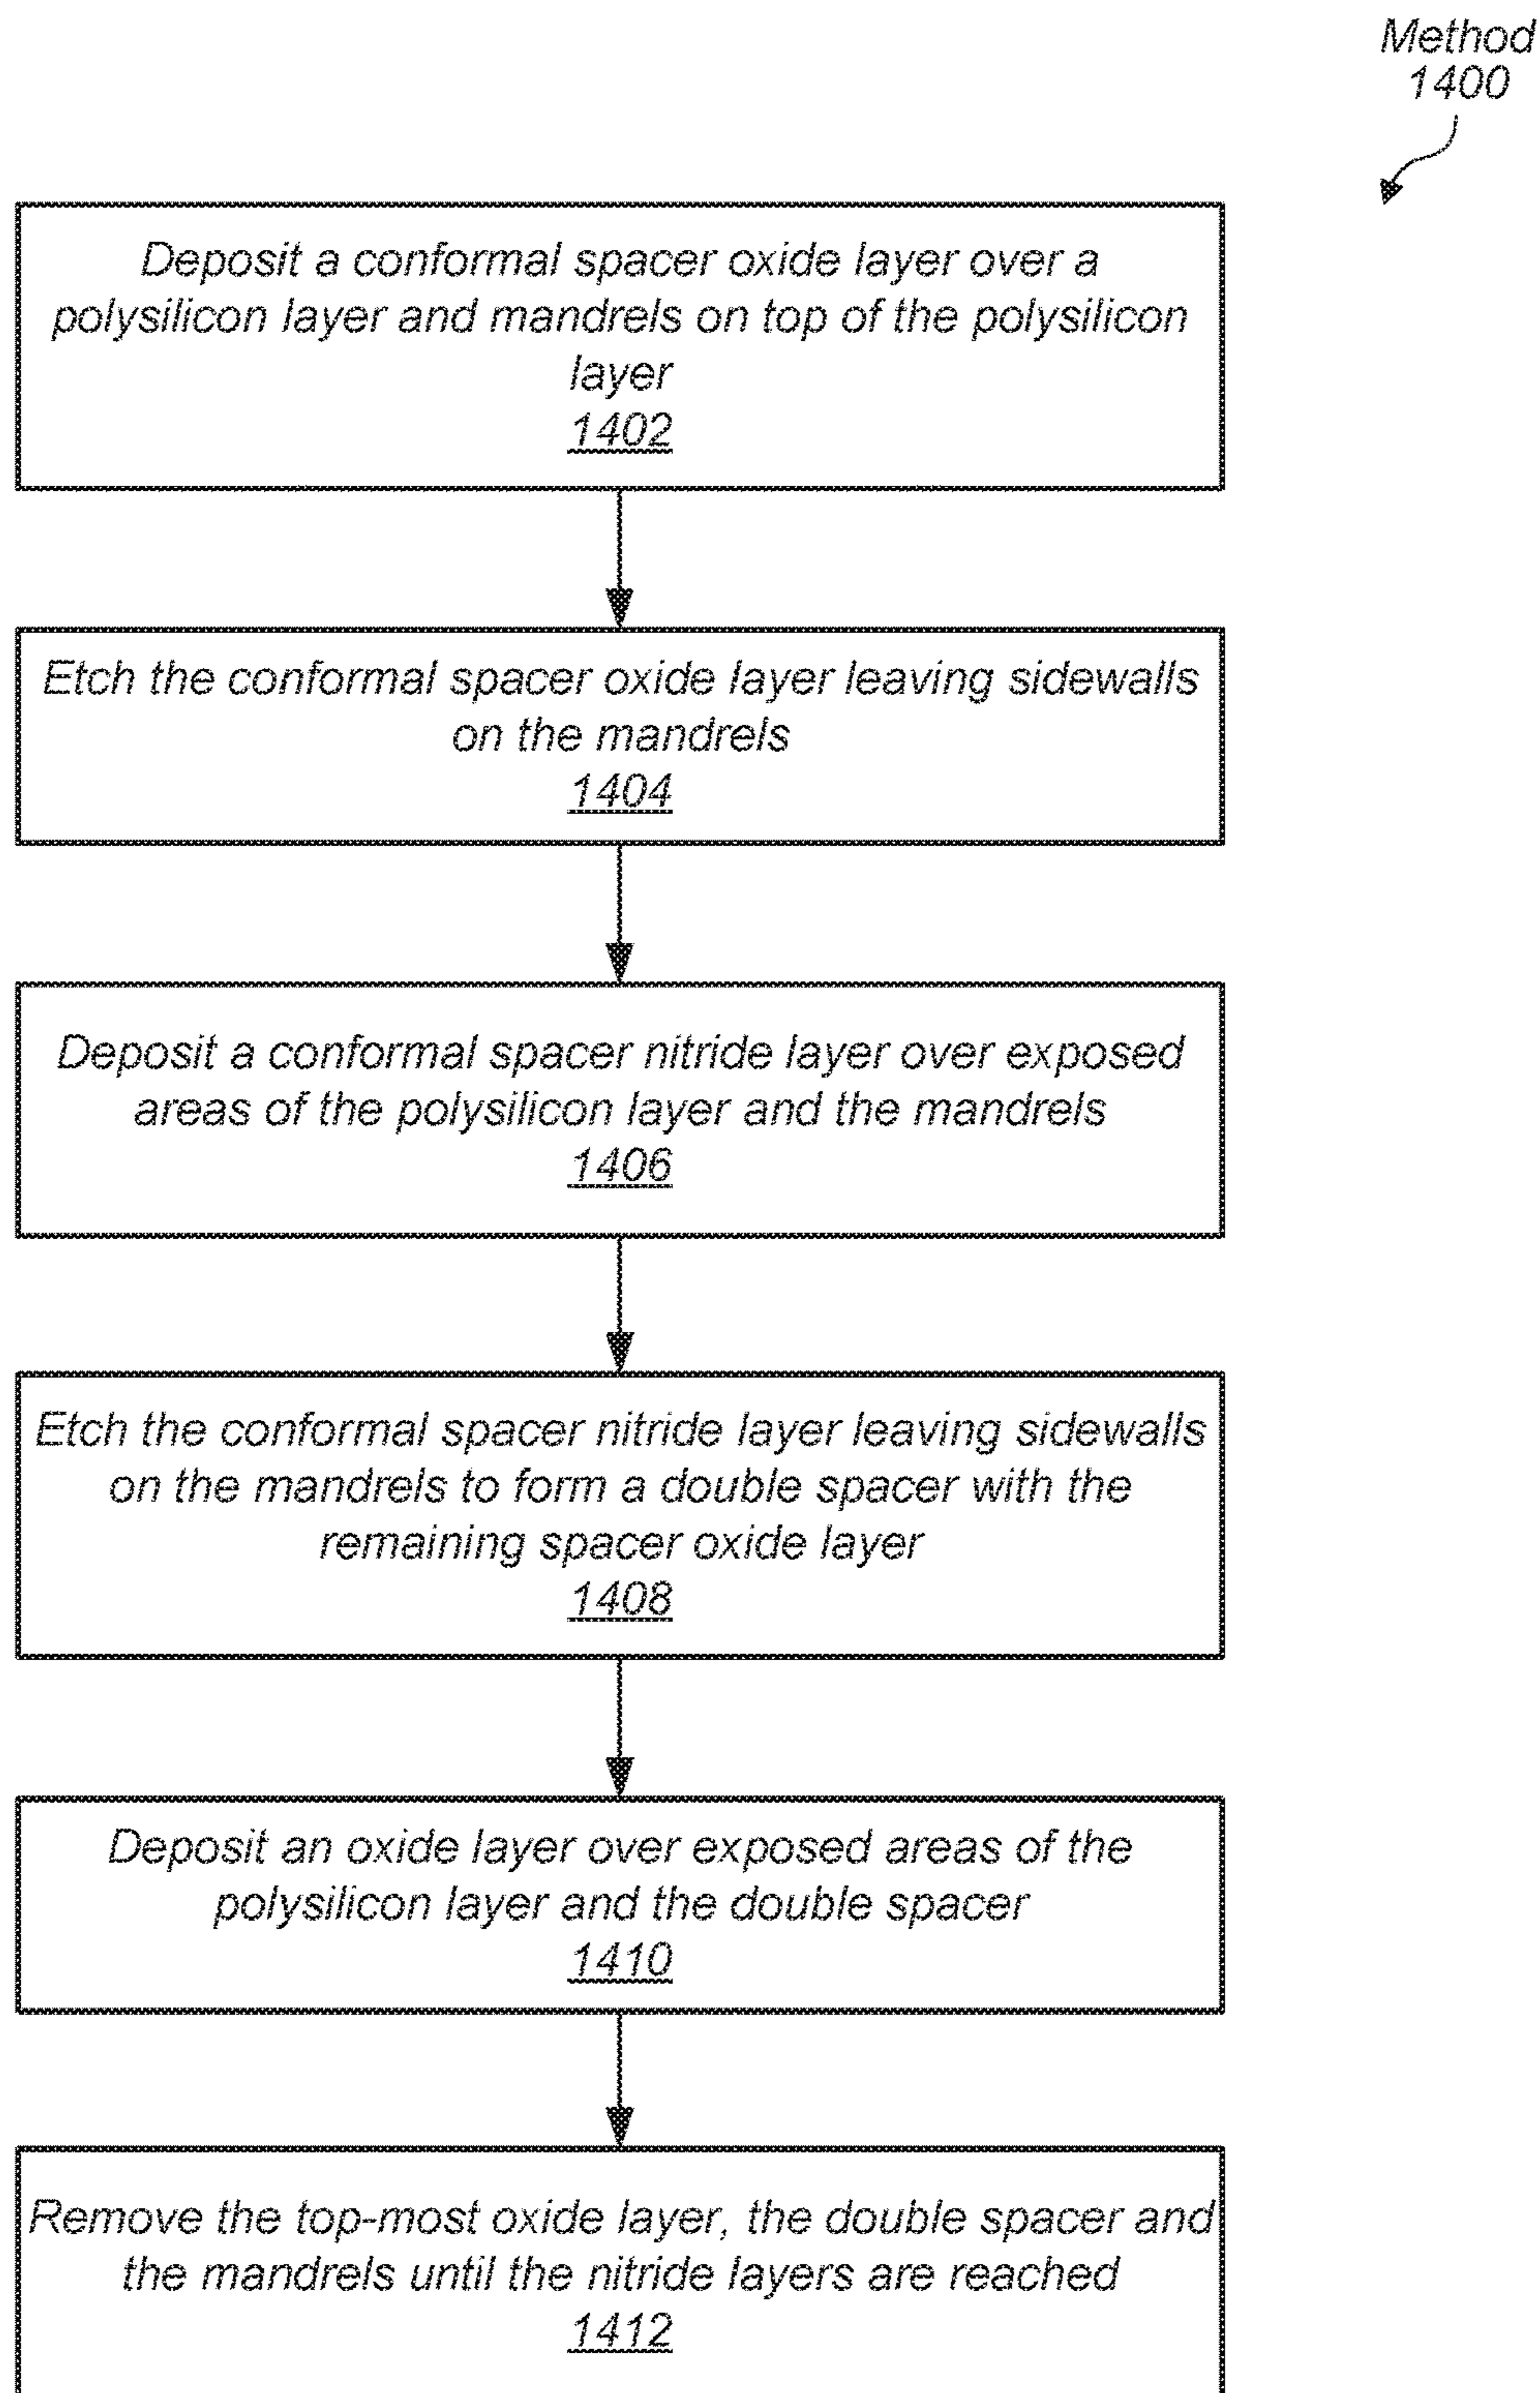 Method
1400
Deposit a conformal spacer oxide layer over a
polysilicon layer and mandrels on top of the polysilicon
layer
1402
Etch the conformal spacer oxide layer leaving sidewalls
on the mandrels
1404
Deposit a conformal spacer nitride layer over exposed
areas of the polysilicon layer and the mandrels
1406
Etch the conformal spacer nitride layer leaving sidewalls
on the mandrels to form a double spacer with the
remaining spacer oxide layer
1408
Deposit an oxide layer over exposed areas of the
polysilicon layer and the double spacer
1410
Remove the top-most oxide layer, the double spacer and
the mandrels until the nitride layers are reached
1412